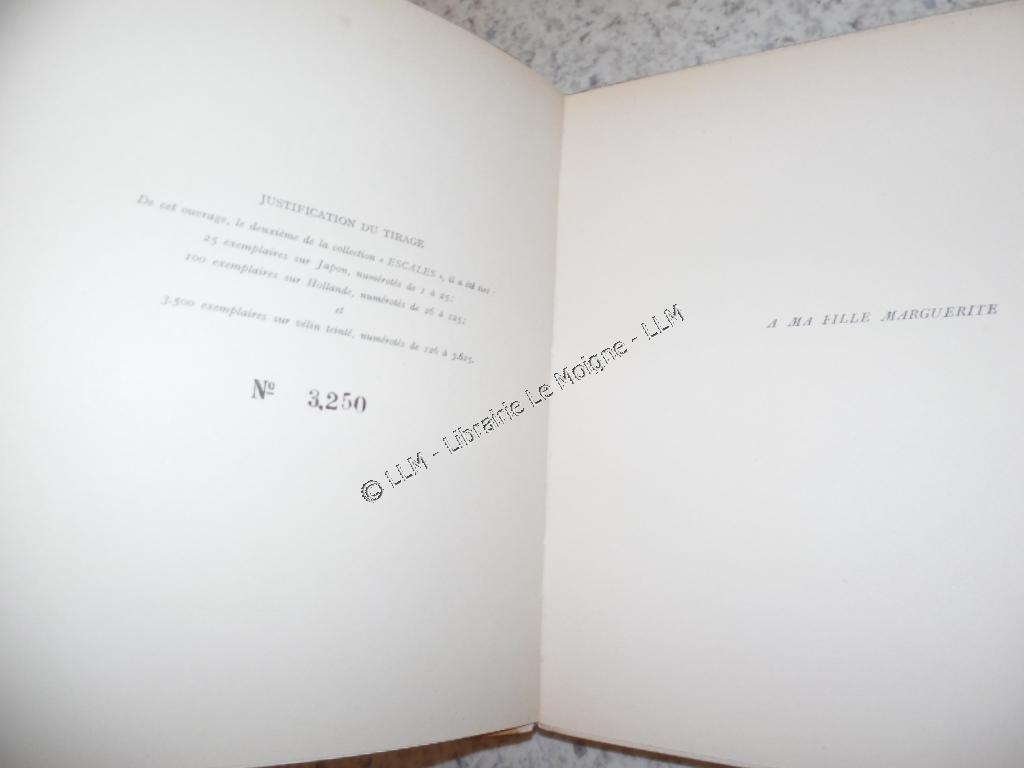 JUSTIFICATION DU TIRAGE
De cet ouvrage, le deuxième de la collection « ESCALES », il a été tiré :
25 exemplaires sur Japon, numérotés de 1 à 25;
100 exemplaires sur Hollande, numérotés de 26 à 125;
et
3.500 exemplaires sur vélin teinté, numérotés de 126 à 3.625.
Nº 3,250
A MA FILLE MARGUERITE
© LLM - Librairie Le Moigne - LLM